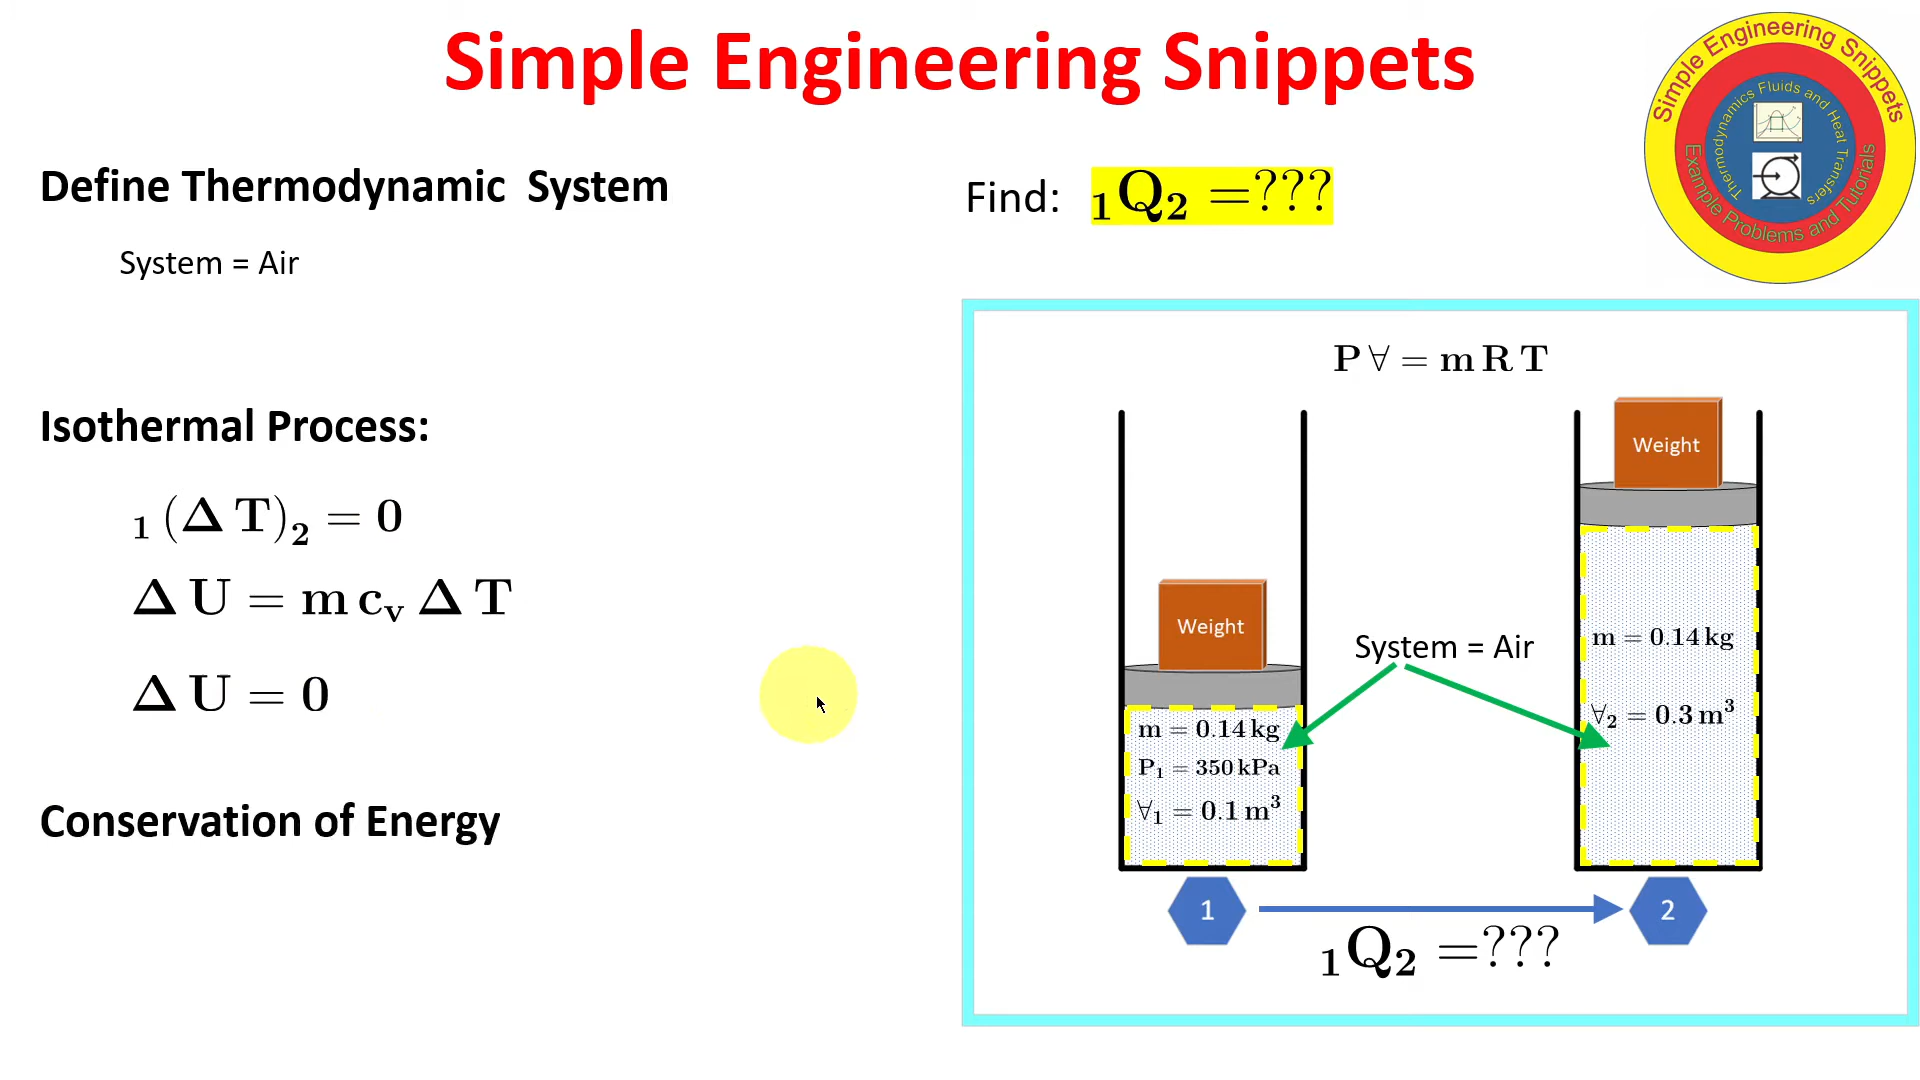 Simple Engineering Snippets
Simple Engineering Snippets
Thermodynamics Fluids and Heat Transfers
Example Problems and Tutorials
Define Thermodynamic System
System = Air
Find: ₁Q₂ =???
Isothermal Process:
₁(Δ T)₂ = 0
Δ U = m cᵥ Δ T
Δ U = 0
Conservation of Energy
P ∀ = m R T
Weight
m = 0.14 kg
P₁ = 350 kPa
∀₁ = 0.1 m³
System = Air
Weight
m = 0.14 kg
∀₂ = 0.3 m³
1
2
₁Q₂ =???